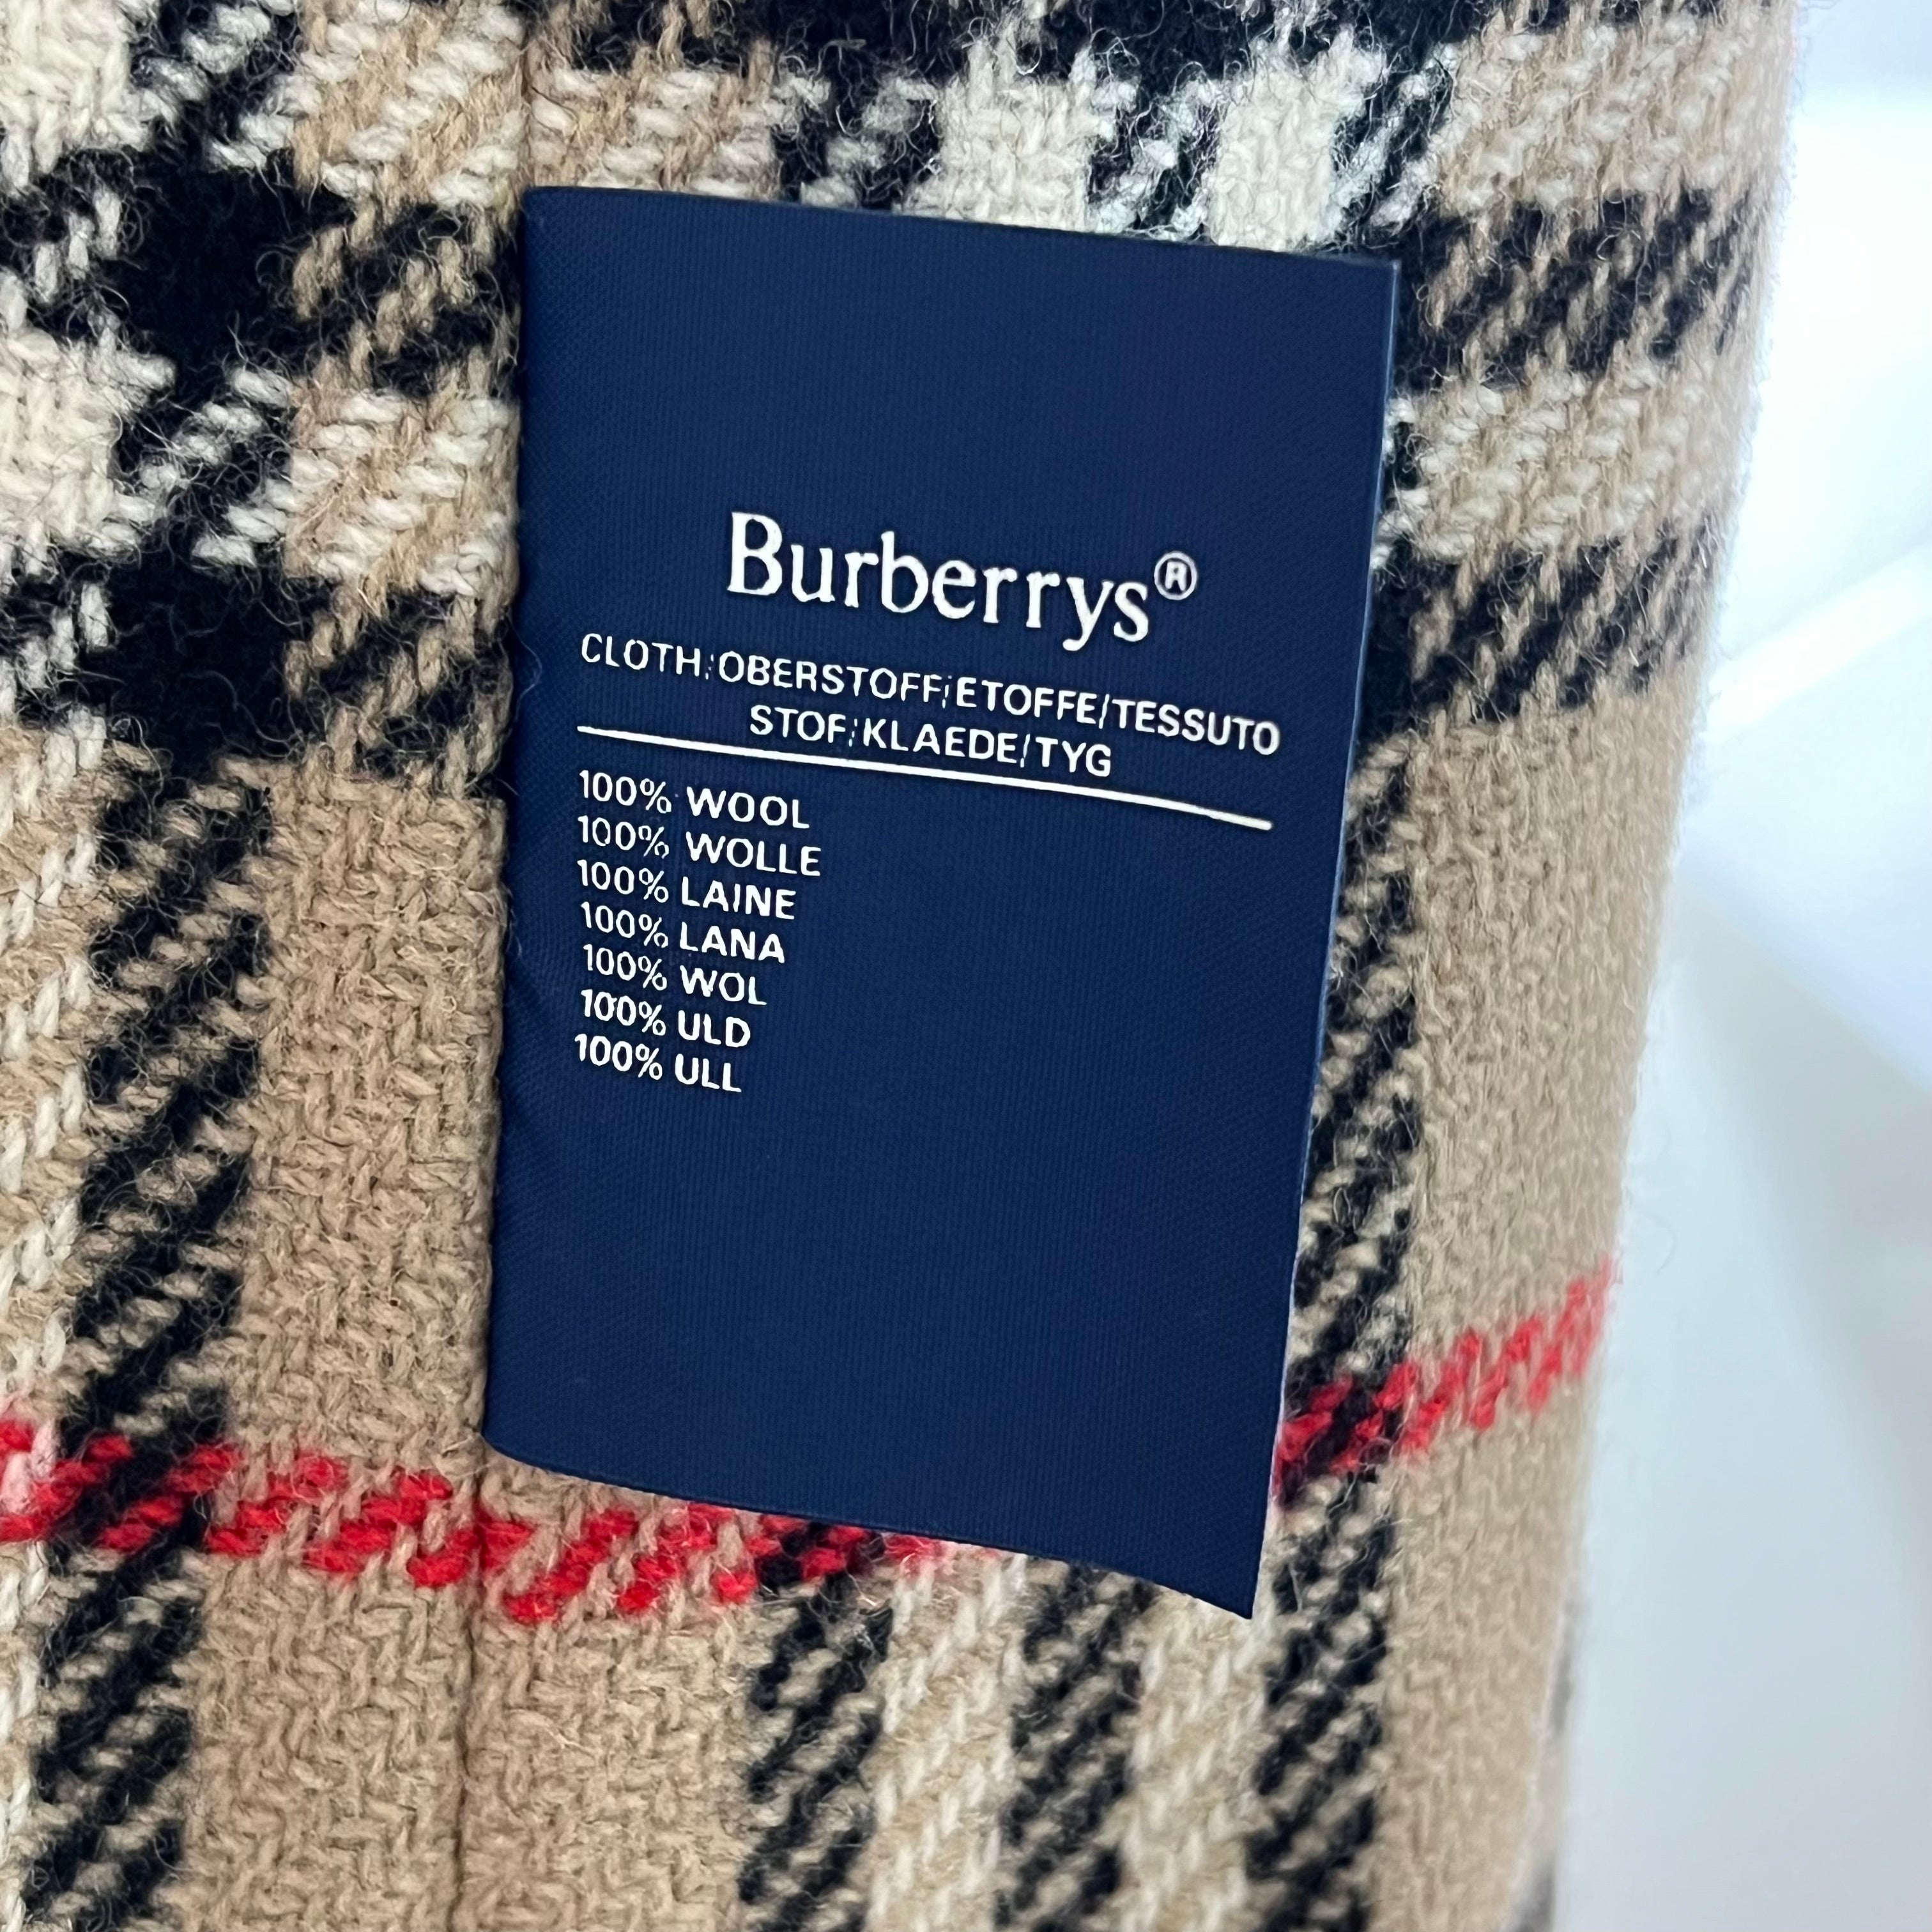 Burberrys®
CLOTH/OBERSTOFF/ETOFFE/TESSUTO
STOF/KLAEDE/TYG
100% WOOL
100% WOLLE
100% LAINE
100% LANA
100% WOL
100% ULD
100% ULL